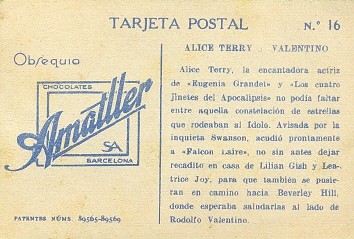 TARJETA POSTAL
N.º 16
Obsequio
CHOCOLATES
Amatller
SA
BARCELONA
PATENTES NÚMS. 89565-89569
ALICE TERRY . VALENTINO
Alice Terry, la encantadora actriz
de «Eugenia Grandet» y «Los cuatro
Jinetes del Apocalipsis» no podía faltar
entre aquella constelación de estrellas
que rodeaban al Idolo. Avisada por la
inquieta Swanson, acudió prontamente
a «Falcon Laire», no sin antes dejar
recadito en casa de Lilian Gish y Lea-
trice Joy, para que también se pusie-
ran en camino hacia Beverley Hill,
donde esperaba saludarlas al lado de
Rodolfo Valentino.